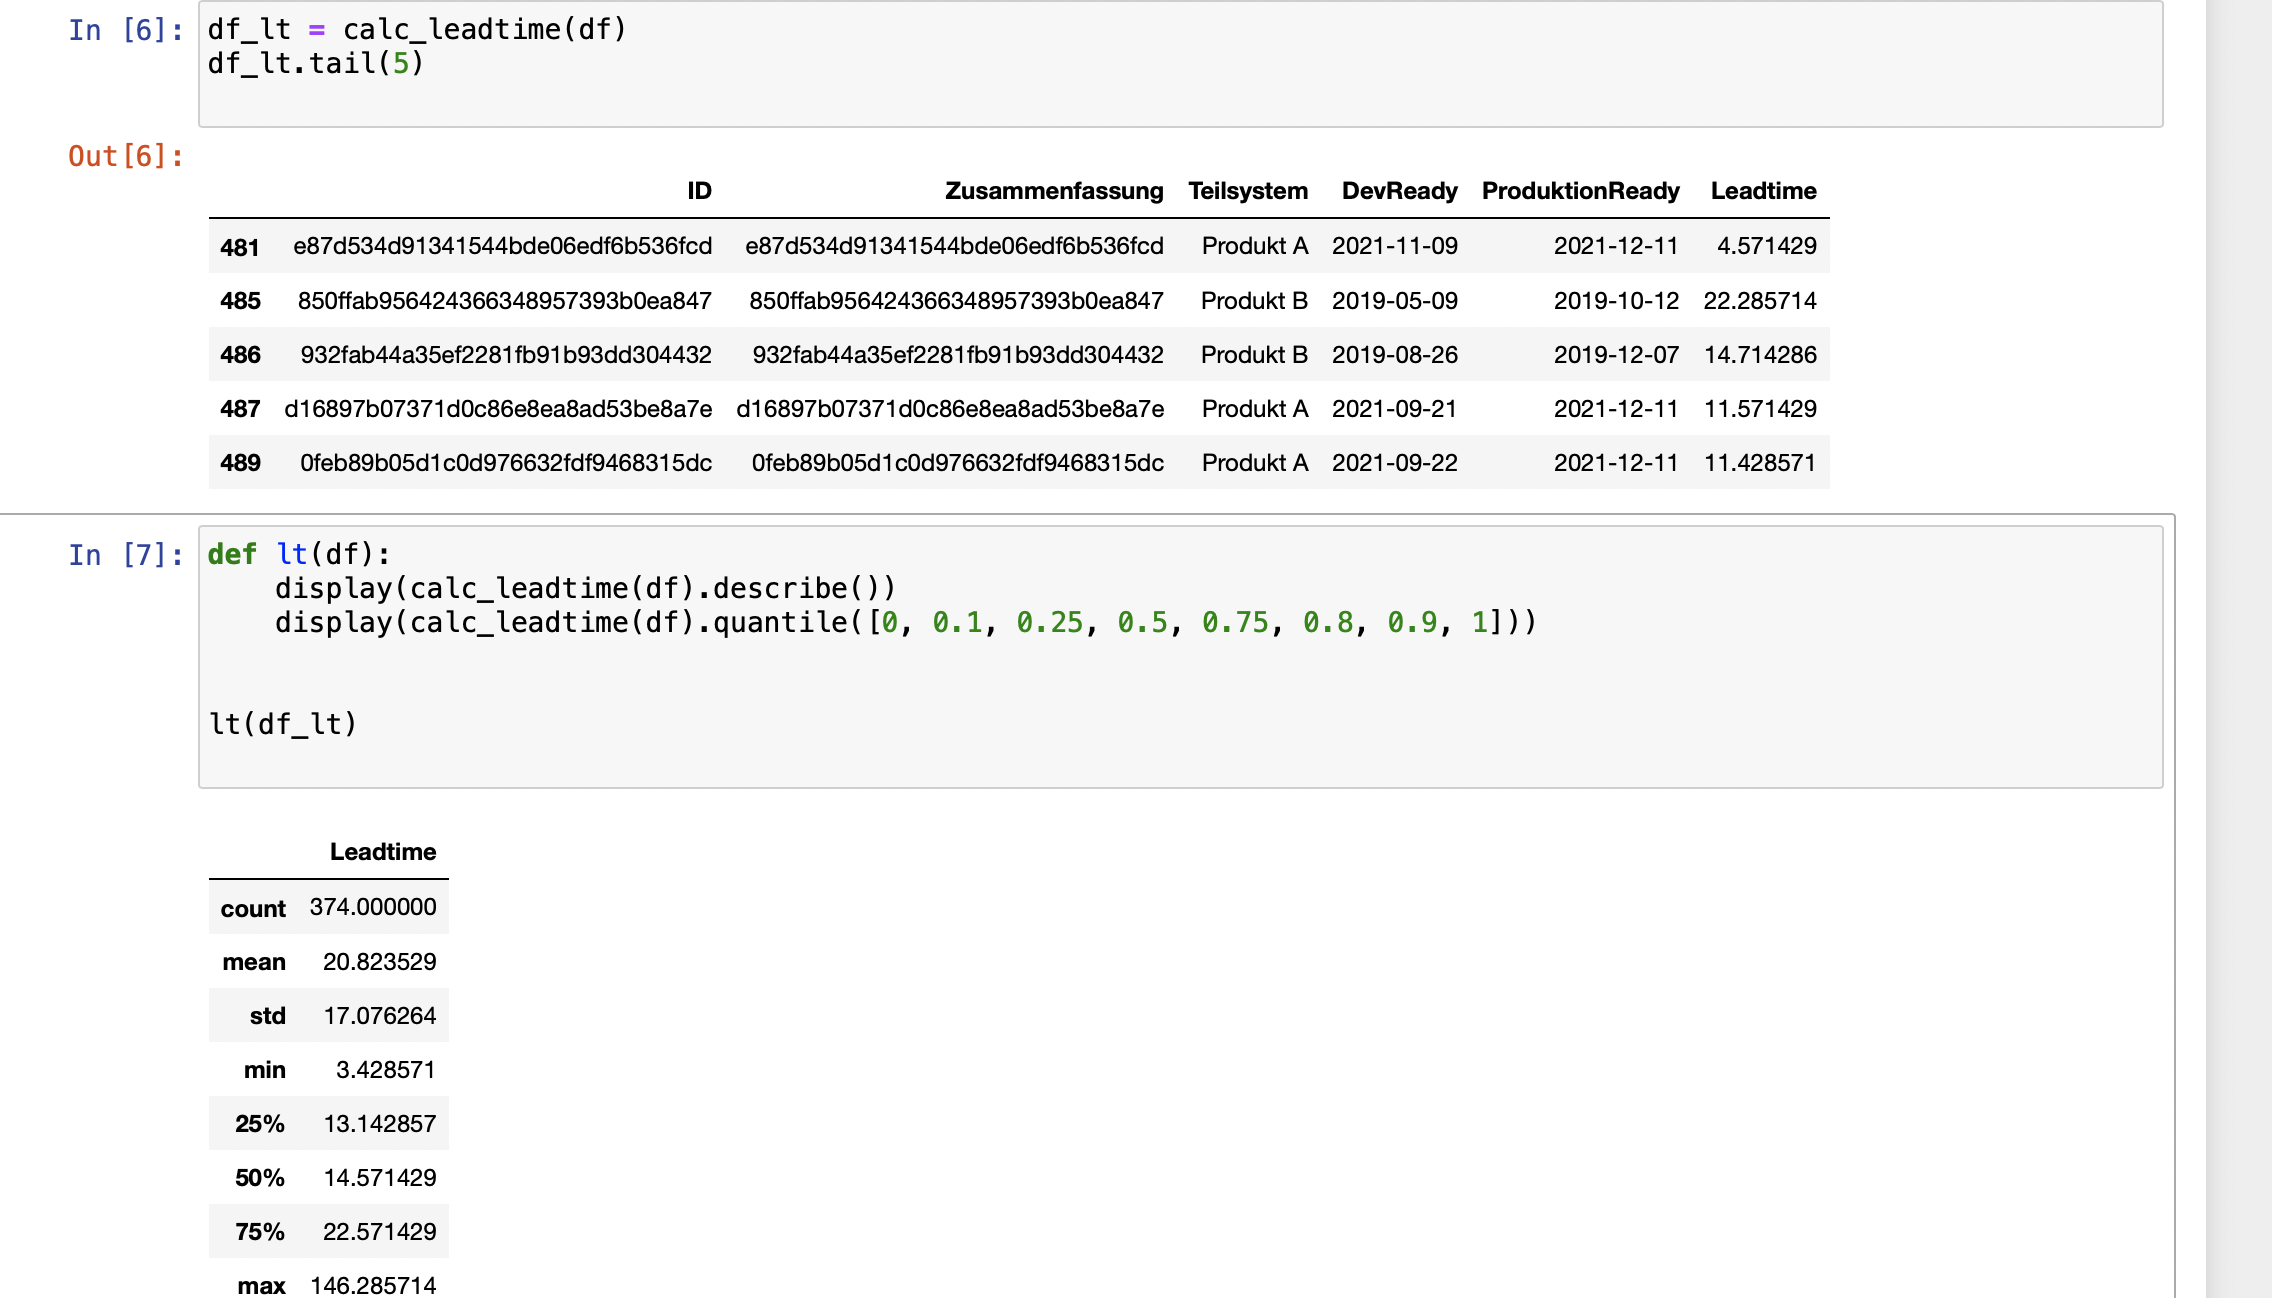 In [6]: df_lt = calc_leadtime(df)
df_lt.tail(5)
Out[6]:
ID Zusammenfassung Teilsystem DevReady ProduktionReady Leadtime
481 e87d534d91341544bde06edf6b536fcd e87d534d91341544bde06edf6b536fcd Produkt A 2021-11-09 2021-12-11 4.571429
485 850ffab956424366348957393b0ea847 850ffab956424366348957393b0ea847 Produkt B 2019-05-09 2019-10-12 22.285714
486 932fab44a35ef2281fb91b93dd304432 932fab44a35ef2281fb91b93dd304432 Produkt B 2019-08-26 2019-12-07 14.714286
487 d16897b07371d0c86e8ea8ad53be8a7e d16897b07371d0c86e8ea8ad53be8a7e Produkt A 2021-09-21 2021-12-11 11.571429
489 0feb89b05d1c0d976632fdf9468315dc 0feb89b05d1c0d976632fdf9468315dc Produkt A 2021-09-22 2021-12-11 11.428571
In [7]: def lt(df):
display(calc_leadtime(df).describe())
display(calc_leadtime(df).quantile([0, 0.1, 0.25, 0.5, 0.75, 0.8, 0.9, 1]))
lt(df_lt)
Leadtime
count 374.000000
mean 20.823529
std 17.076264
min 3.428571
25% 13.142857
50% 14.571429
75% 22.571429
max 146.285714